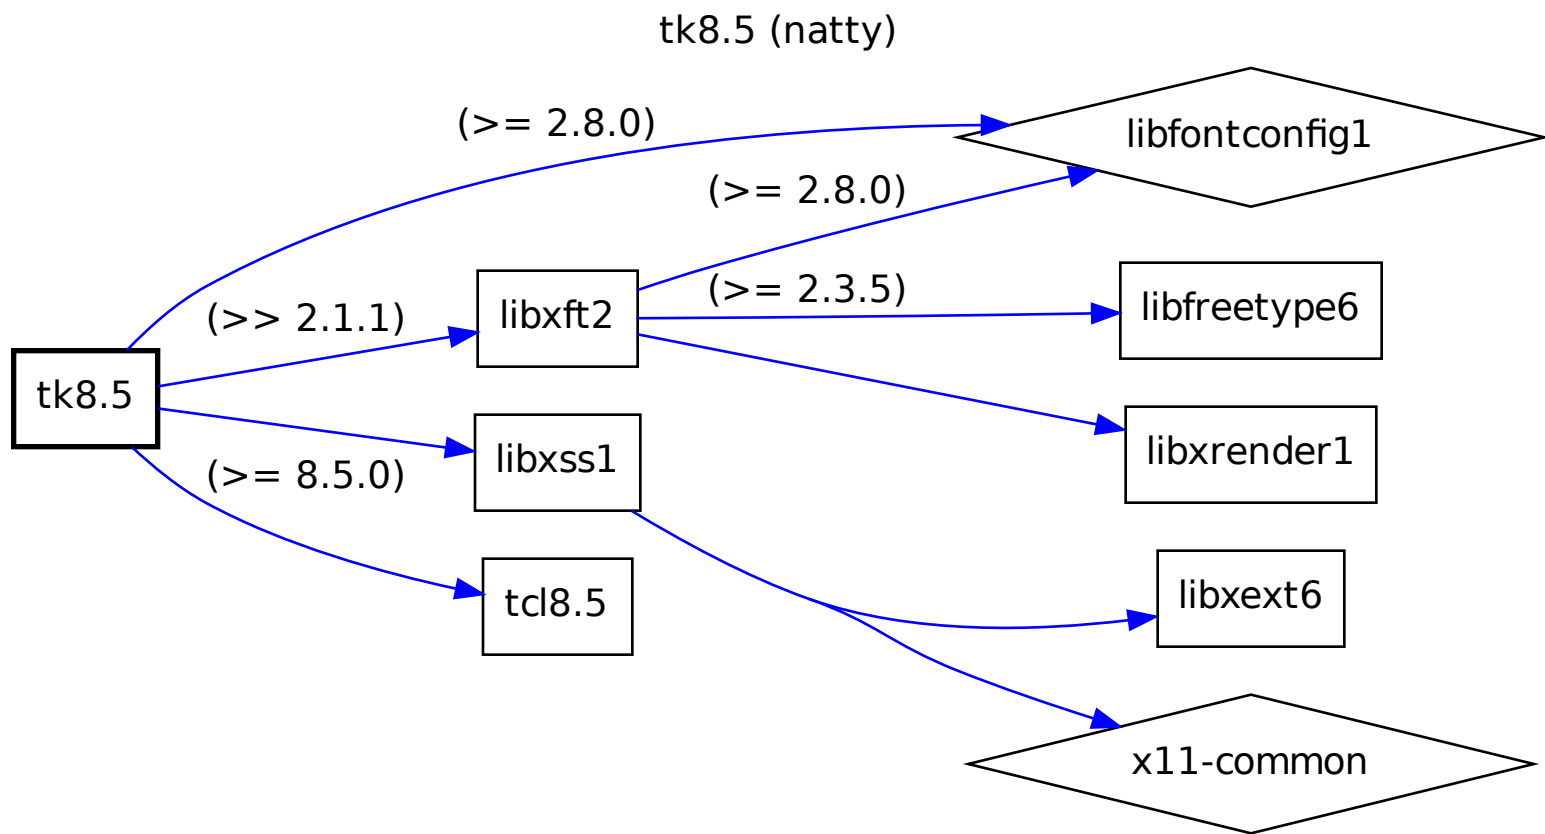 tk8.5 (natty)
(>= 2.8.0)
libfontconfig1
(>= 2.8.0)
(>= 2.3.5)
libfreetype6
(>> 2.1.1)
libxft2
tk8.5
libxrender1
libxss1
(>= 8.5.0)
tcl8.5
libxext6
x11-common